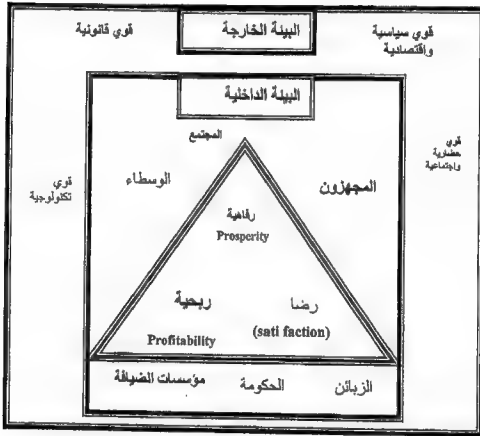 البيئة الخارجة
قوي سياسية
واقتصادية
قوي قانونية
البيئة الداخلية
المجتمع
قوي
حضارية
واجتماعية
المجهزون
الوسطاء
قوي
تكنولوجية
رفاهية
Prosperity
رضا
(sati faction)
ربحية
Profitability
الزبائن
الحكومة
مؤسسات الضيافة